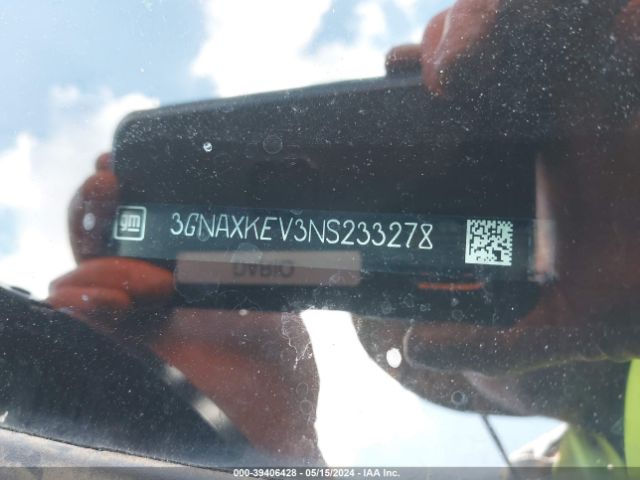 gm 3GNAXKEV3NS233278
000-39406428 - 05/15/2024 - IAA Inc.